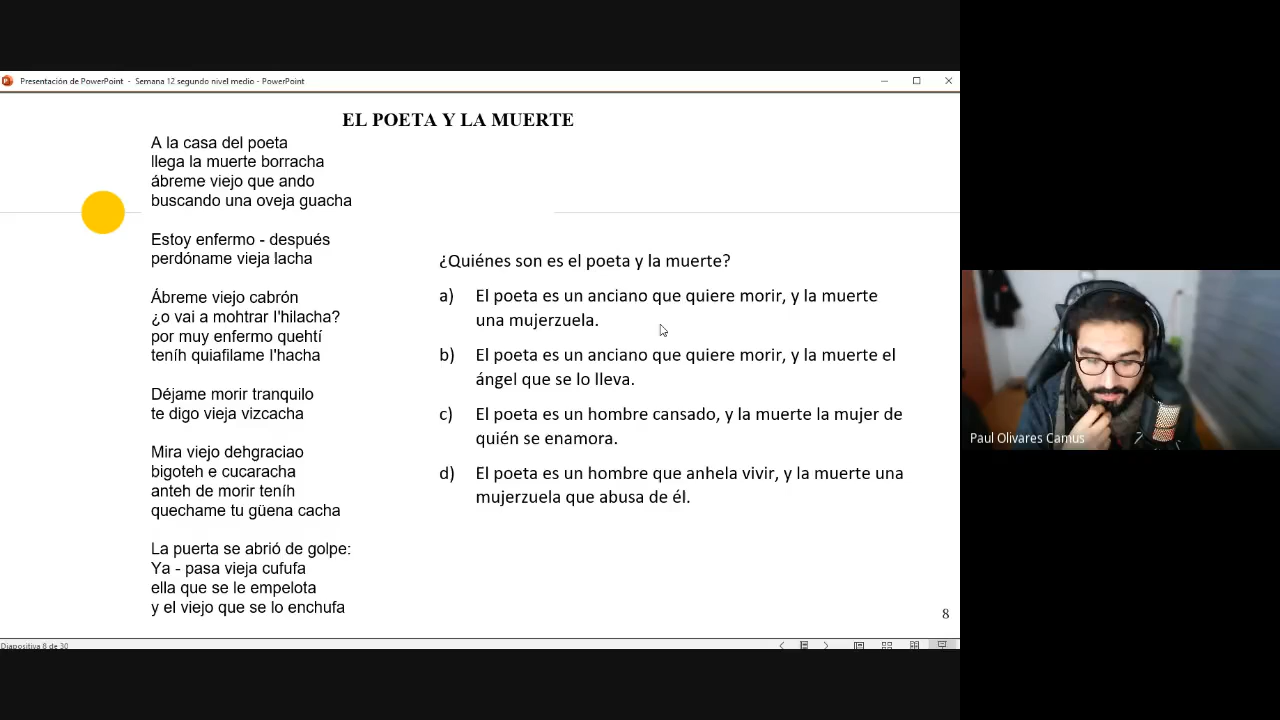 Presentación de PowerPoint - Semana 12 segundo nivel medio - PowerPoint
EL POETA Y LA MUERTE
A la casa del poeta
llega la muerte borracha
ábreme viejo que ando
buscando una oveja guacha
Estoy enfermo - después
perdóname vieja lacha
Ábreme viejo cabrón
¿o vai a mohtrar l'hilacha?
por muy enfermo quehtí
teníh quiafilame l'hacha
Déjame morir tranquilo
te digo vieja vizcacha
Mira viejo dehgraciao
bigoteh e cucaracha
anteh de morir teníh
quechame tu güena cacha
La puerta se abrió de golpe:
Ya - pasa vieja cufufa
ella que se le empelota
y el viejo que se lo enchufa
¿Quiénes son es el poeta y la muerte?
a) El poeta es un anciano que quiere morir, y la muerte
una mujerzuela.
b) El poeta es un anciano que quiere morir, y la muerte el
ángel que se lo lleva.
c) El poeta es un hombre cansado, y la muerte la mujer de
quién se enamora.
d) El poeta es un hombre que anhela vivir, y la muerte una
mujerzuela que abusa de él.
8
Diapositiva 8 de 30
Paul Olivares Camus